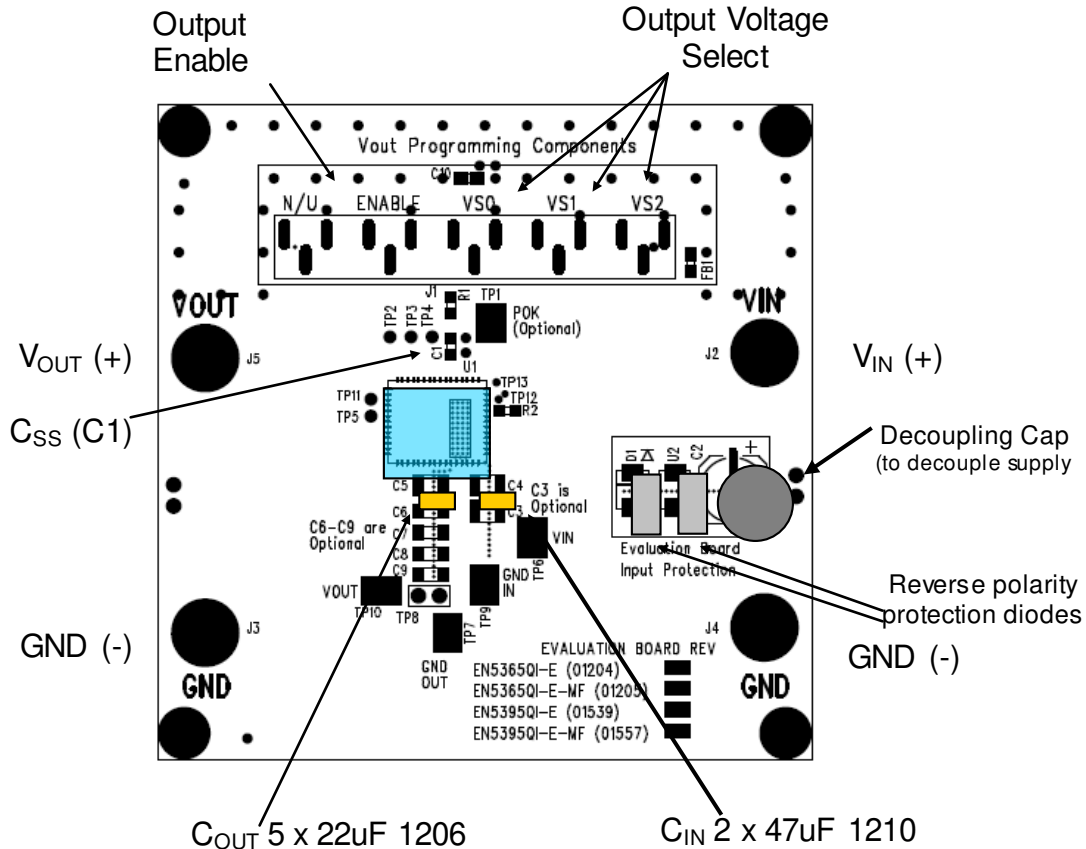 Output
Enable
Output Voltage
Select
Vout Programming Components
C10
N/U ENABLE VS0 VS1 VS2
FB1
J1
R1
TP1
TP2
TP3
TP4
POK
(Optional)
C1
U1
VOUT
VIN
J5
J2
VOUT (+)
VIN (+)
CSS (C1)
TP11
TP5
TP13
TP12
R2
Decoupling Cap
(to decouple supply
D1
U2
C2
+
C5
C6
C7
C8
C9
C4
C3
C3 is
Optional
C6-C9 are
Optional
VIN
TP6
Evaluation Board
Input Protection
VOUT
TP10
TP8
GND
IN
TP9
TP7
GND
OUT
Reverse polarity
protection diodes
J3
J4
GND (-)
GND (-)
GND
GND
EVALUATION BOARD REV
EN5365QI-E (01204)
EN5365QI-E-MF (01205)
EN5395QI-E (01539)
EN5395QI-E-MF (01557)
COUT 5 x 22uF 1206
CIN 2 x 47uF 1210